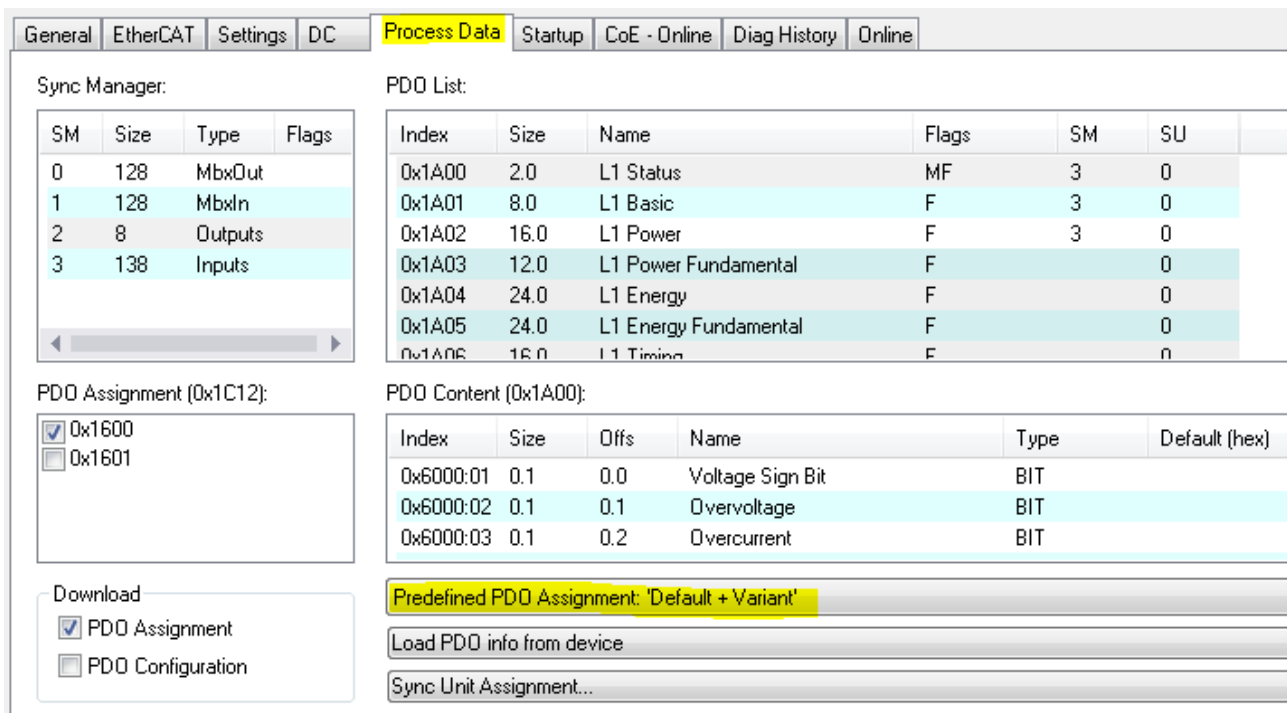 General EtherCAT Settings DC Process Data Startup CoE - Online Diag History Online
Sync Manager:
SM Size Type Flags
0 128 MbxOut
1 128 MbxIn
2 8 Outputs
3 138 Inputs
PDO List:
Index Size Name Flags SM SU
0x1A00 2.0 L1 Status MF 3 0
0x1A01 8.0 L1 Basic F 3 0
0x1A02 16.0 L1 Power F 3 0
0x1A03 12.0 L1 Power Fundamental F 0
0x1A04 24.0 L1 Energy F 0
0x1A05 24.0 L1 Energy Fundamental F 0
0x1A06 16.0 L1 Timing F 0
PDO Assignment (0x1C12):
0x1600
0x1601
PDO Content (0x1A00):
Index Size Offs Name Type Default (hex)
0x6000:01 0.1 0.0 Voltage Sign Bit BIT
0x6000:02 0.1 0.1 Overvoltage BIT
0x6000:03 0.1 0.2 Overcurrent BIT
Download
PDO Assignment
PDO Configuration
Predefined PDO Assignment: 'Default + Variant'
Load PDO info from device
Sync Unit Assignment...